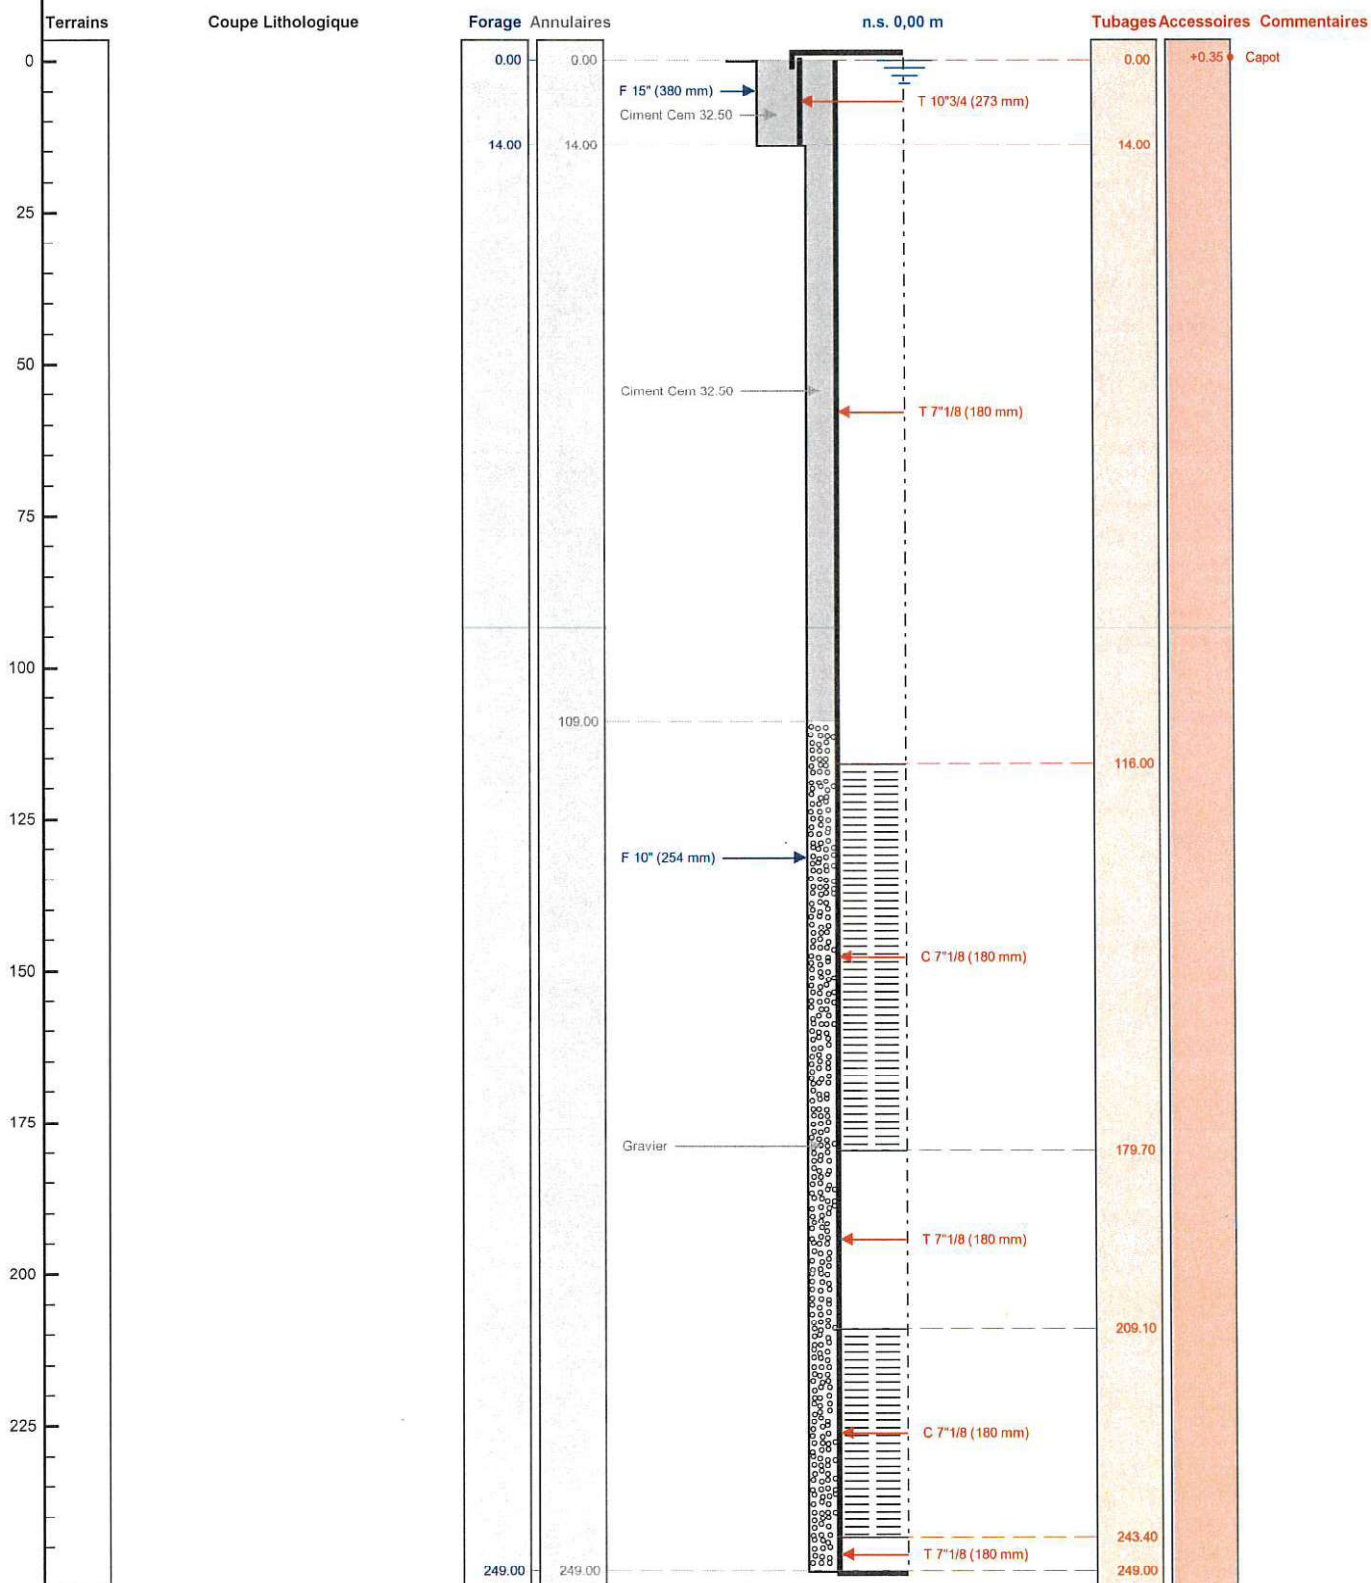 Terrains Coupe Lithologique Forage Annulaires n.s. 0,00 m Tubages Accessoires Commentaires
0 0.00 0.00 0.00 +0.35 Capot
F 15" (380 mm) T 10"3/4 (273 mm)
Ciment Cem 32.50
14.00 14.00 14.00
25
50
Ciment Cem 32.50
T 7"1/8 (180 mm)
75
100
109.00
116.00
125
F 10" (254 mm)
C 7"1/8 (180 mm)
150
175
Gravier 179.70
T 7"1/8 (180 mm)
200
209.10
225
C 7"1/8 (180 mm)
243.40
T 7"1/8 (180 mm)
249.00 249.00 249.00